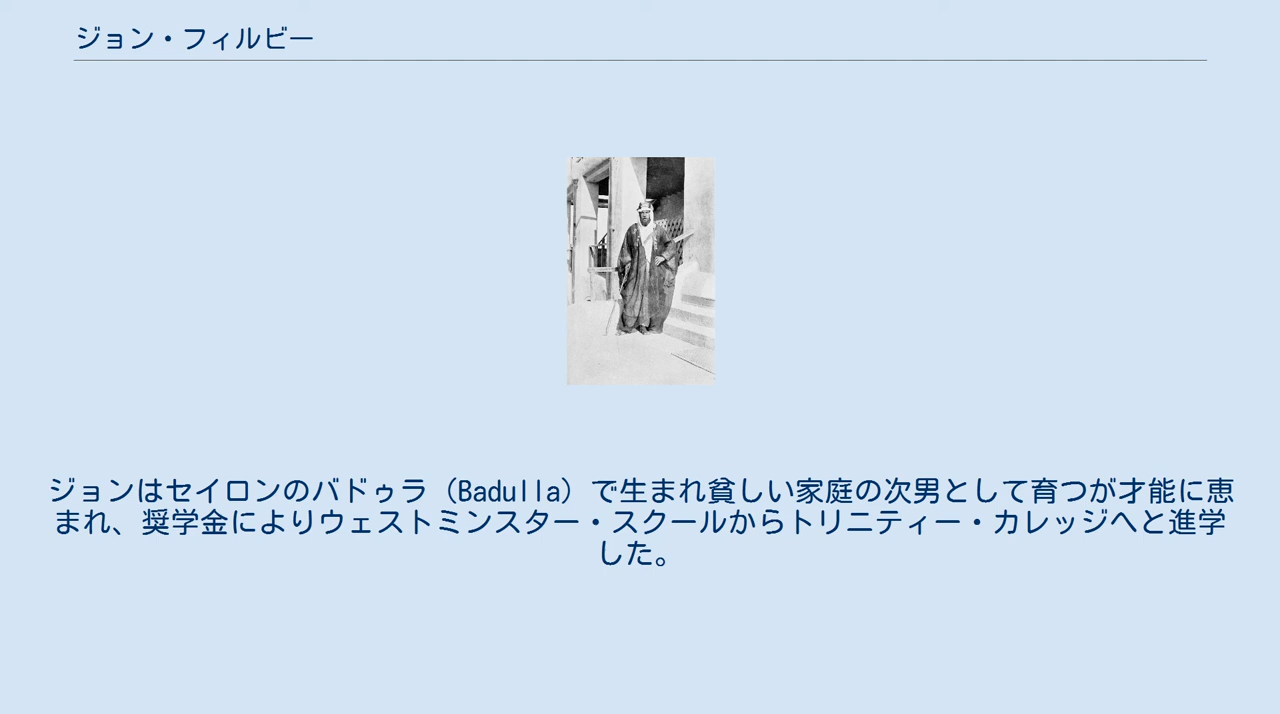 ジョン・フィルビー
ジョンはセイロンのバドゥラ（Badulla）で生まれ貧しい家庭の次男として育つが才能に恵
まれ、奨学金によりウェストミンスター・スクールからトリニティー・カレッジへと進学
した。